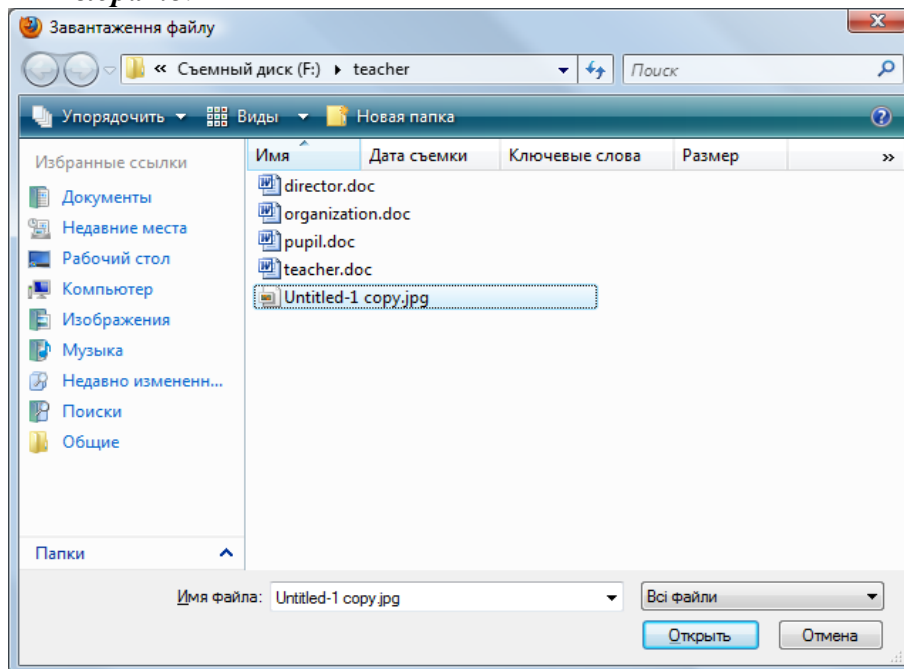 Завантаження файлу
« Съемный диск (F:) teacher Поиск
Упорядочить Виды Новая папка
Избранные ссылки
Документы
Недавние места
Рабочий стол
Компьютер
Изображения
Музыка
Недавно измененн...
Поиски
Общие
Папки
Имя Дата съемки Ключевые слова Размер »
director.doc
organization.doc
pupil.doc
teacher.doc
Untitled-1 copy.jpg
Имя файла: Untitled-1 copy.jpg Всі файли
Открыть Отмена